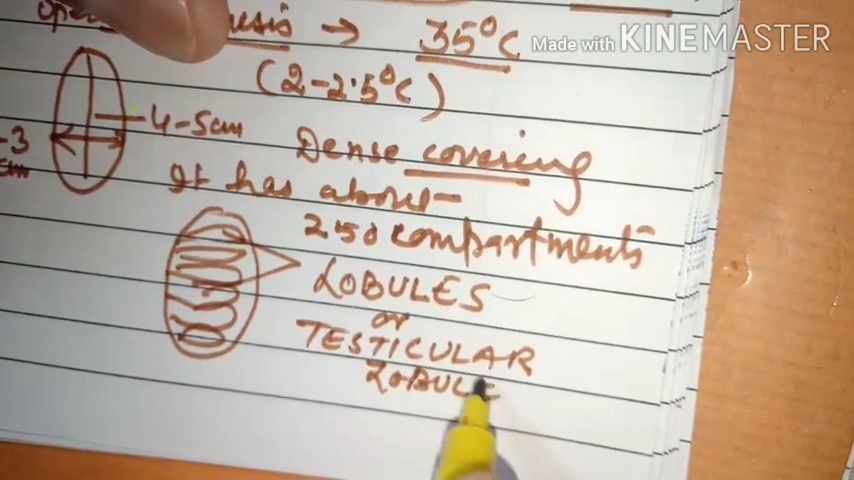 Made with KINEMASTER
→ 35°C
(2-2.5°C)
4-5cm
-3
cm
Dense covering
It has about-
250 compartments
LOBULES
or
TESTICULAR
LOBULE